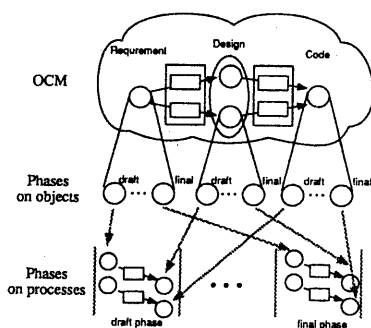 Requrement
Design
Code
OCM
Phases
on objects
draft
final
draft
final
draft
final
Phases
on processes
draft phase
final phase